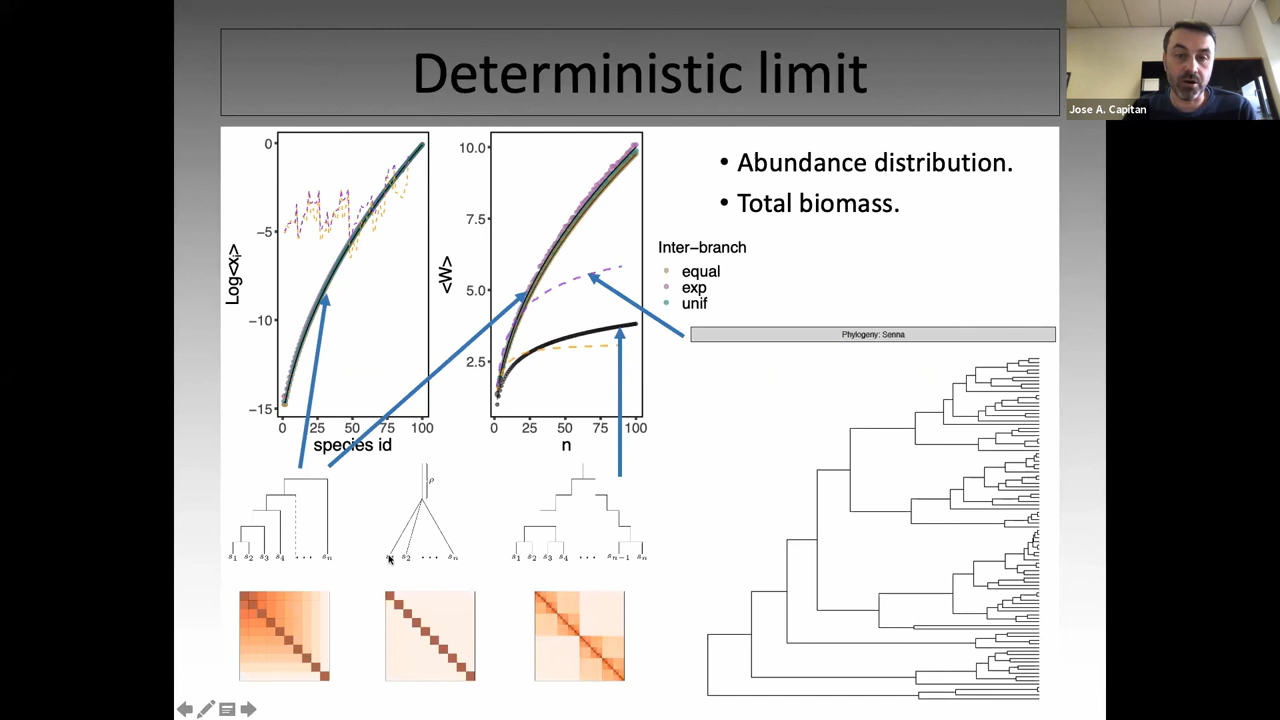 Deterministic limit
Jose A. Capitan
• Abundance distribution.
• Total biomass.
0
−5
−10
−15
Log<xᵢ>
0 25 50 75 100
species id
10.0
7.5
5.0
2.5
<W>
0 25 50 75 100
n
Inter−branch
equal
exp
unif
Phylogeny: Senna
ρ
s₁ s₂ s₃ s₄ · · · sₙ
s₂ · · · · sₙ
s₁ s₂ s₃ s₄ · · · sₙ₋₁ sₙ